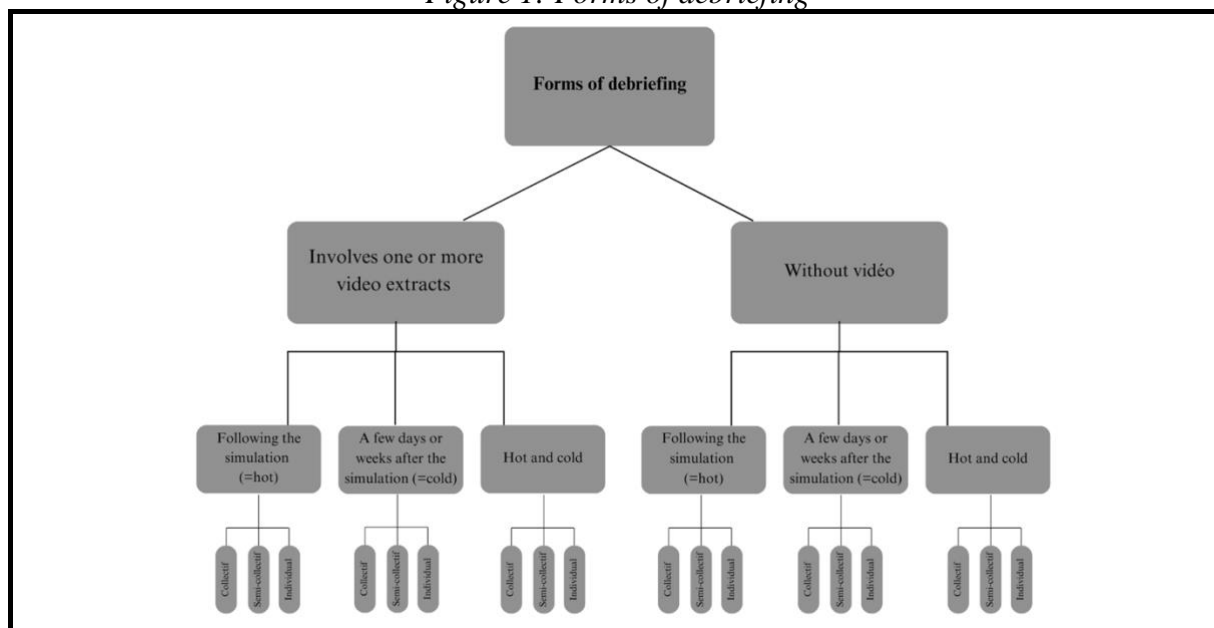 Figure 1: Forms of debriefing
Forms of debriefing
Involves one or more
video extracts
Without vidéo
Following the
simulation
(=hot)
A few days or
weeks after the
simulation (=cold)
Hot and cold
Following the
simulation
(=hot)
A few days or
weeks after the
simulation (=cold)
Hot and cold
Collectif
Semi-collectif
Individual
Collectif
Semi-collectif
Individual
Collectif
Semi-collectif
Individual
Collectif
Semi-collectif
Individual
Collectif
Semi-collectif
Individual
Collectif
Semi-collectif
Individual